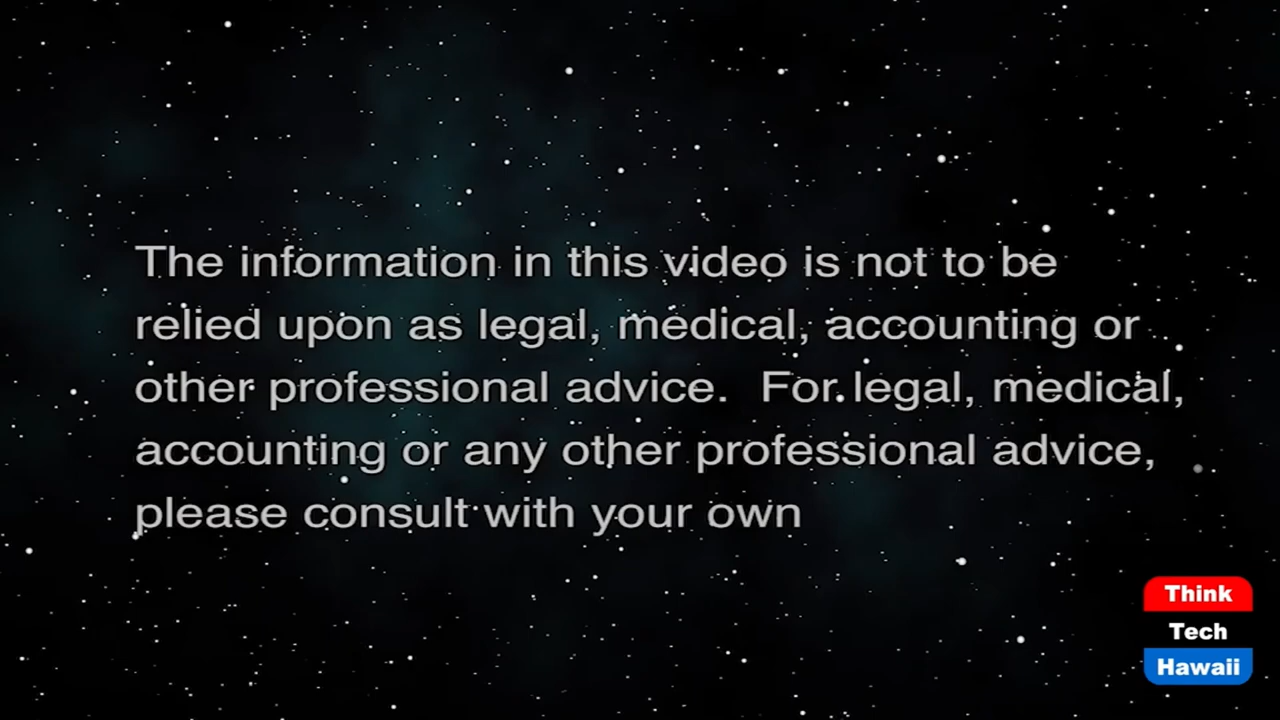 The information in this video is not to be
relied upon as legal, medical, accounting or
other professional advice.  For legal, medical,
accounting or any other professional advice,
please consult with your own
Think
Tech
Hawaii